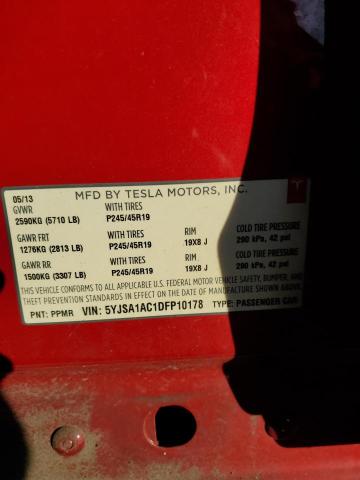 05/13 MFD BY TESLA MOTORS, INC.
GVWR WITH TIRES
2590KG (5710 LB) P245/45R19
GAWR FRT WITH TIRES RIM COLD TIRE PRESSURE
1276KG (2813 LB) P245/45R19 19X8 J 290 kPa, 42 psi
GAWR RR WITH TIRES RIM COLD TIRE PRESSURE
1500KG (3307 LB) P245/45R19 19X8 J 290 kPa, 42 psi
THIS VEHICLE CONFORMS TO ALL APPLICABLE U.S. FEDERAL MOTOR VEHICLE SAFETY, BUMPER, AND
THEFT PREVENTION STANDARDS IN EFFECT ON THE DATE OF MANUFACTURE SHOWN ABOVE.
PNT: PPMR VIN: 5YJSA1AC1DFP10178 TYPE: PASSENGER CAR